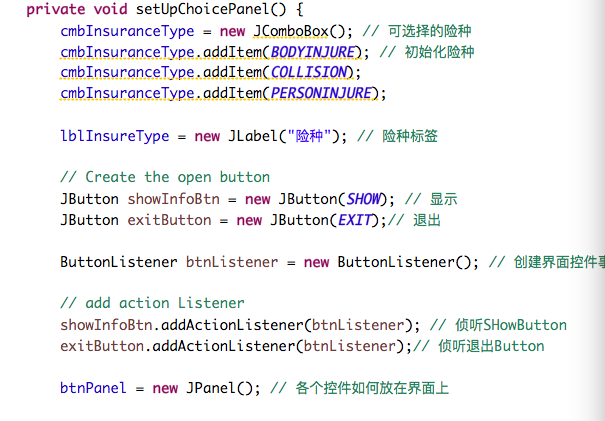 private void setUpChoicePanel() {
cmbInsuranceType = new JComboBox(); // 可选择的险种
cmbInsuranceType.addItem(BODYINJURE); // 初始化险种
cmbInsuranceType.addItem(COLLISION);
cmbInsuranceType.addItem(PERSONINJURE);
lblInsureType = new JLabel("险种"); // 险种标签
// Create the open button
JButton showInfoBtn = new JButton(SHOW); // 显示
JButton exitButton = new JButton(EXIT);// 退出
ButtonListener btnListener = new ButtonListener(); // 创建界面控件事
// add action Listener
showInfoBtn.addActionListener(btnListener); // 侦听SHowButton
exitButton.addActionListener(btnListener);// 侦听退出Button
btnPanel = new JPanel(); // 各个控件如何放在界面上